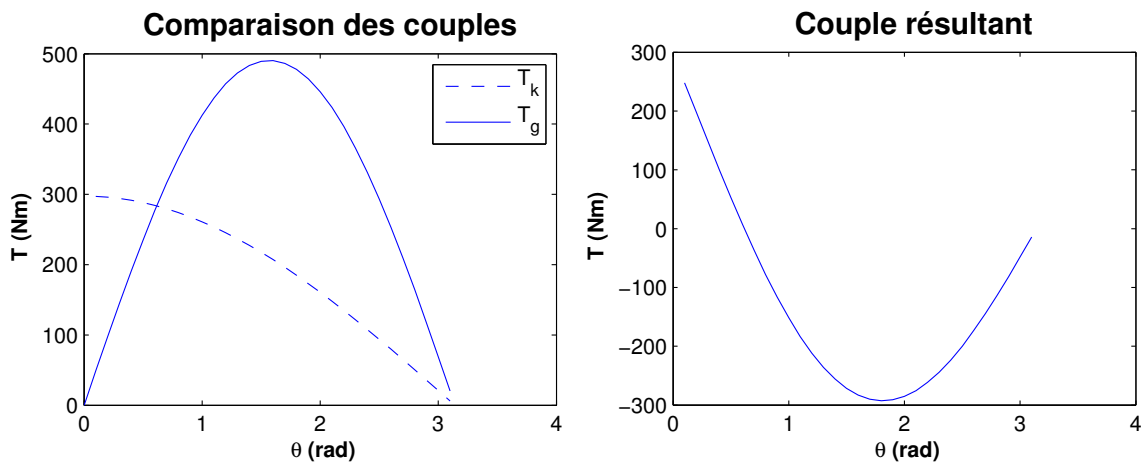 Comparaison des couples
T (Nm)
500
400
300
200
100
0
0 1 2 3 4
θ (rad)
T_k
T_g
Couple résultant
T (Nm)
300
200
100
0
−100
−200
−300
0 1 2 3 4
θ (rad)